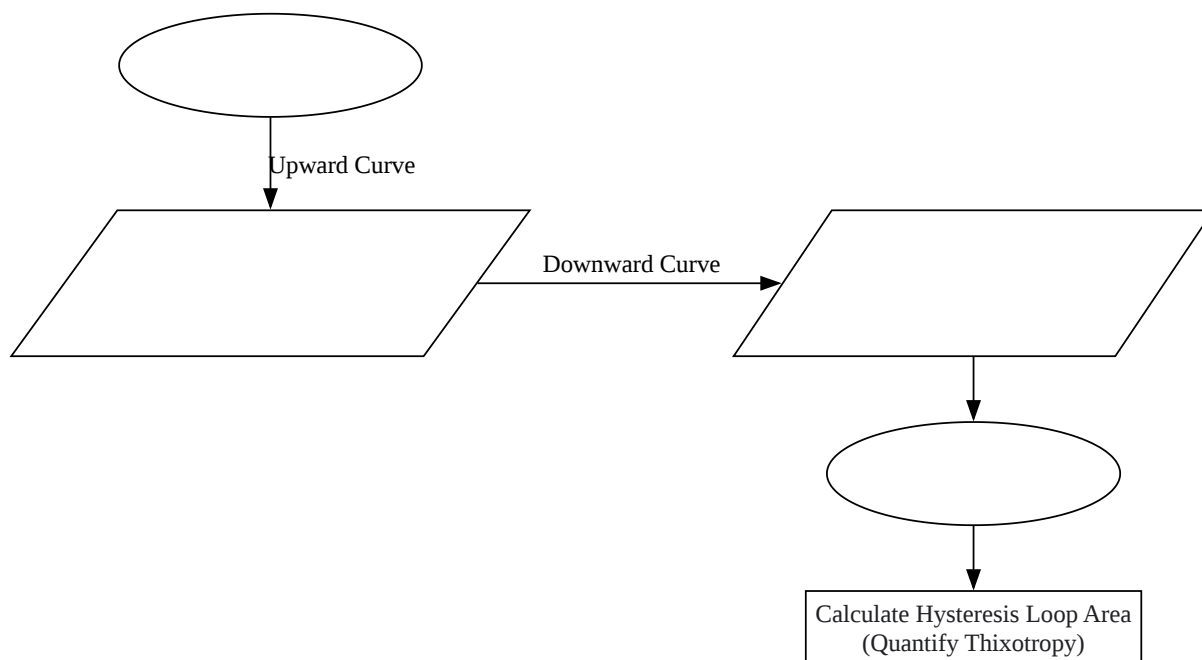 Upward Curve
Downward Curve
Calculate Hysteresis Loop Area
(Quantify Thixotropy)